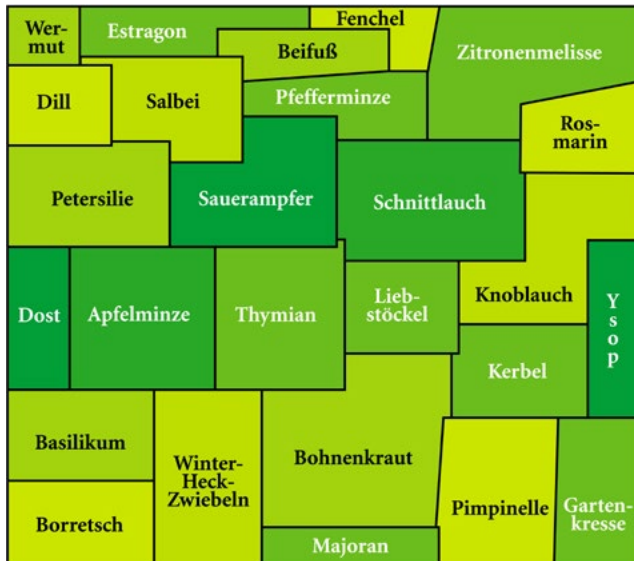 Wer-
mut
Estragon
Fenchel
Beifuß
Zitronenmelisse
Dill
Salbei
Pfefferminze
Ros-
marin
Petersilie
Sauerampfer
Schnittlauch
Dost
Apfelminze
Thymian
Lieb-
stöckel
Knoblauch
Ysop
Kerbel
Basilikum
Winter-
Heck-
Zwiebeln
Bohnenkraut
Borretsch
Majoran
Pimpinelle
Garten-
kresse